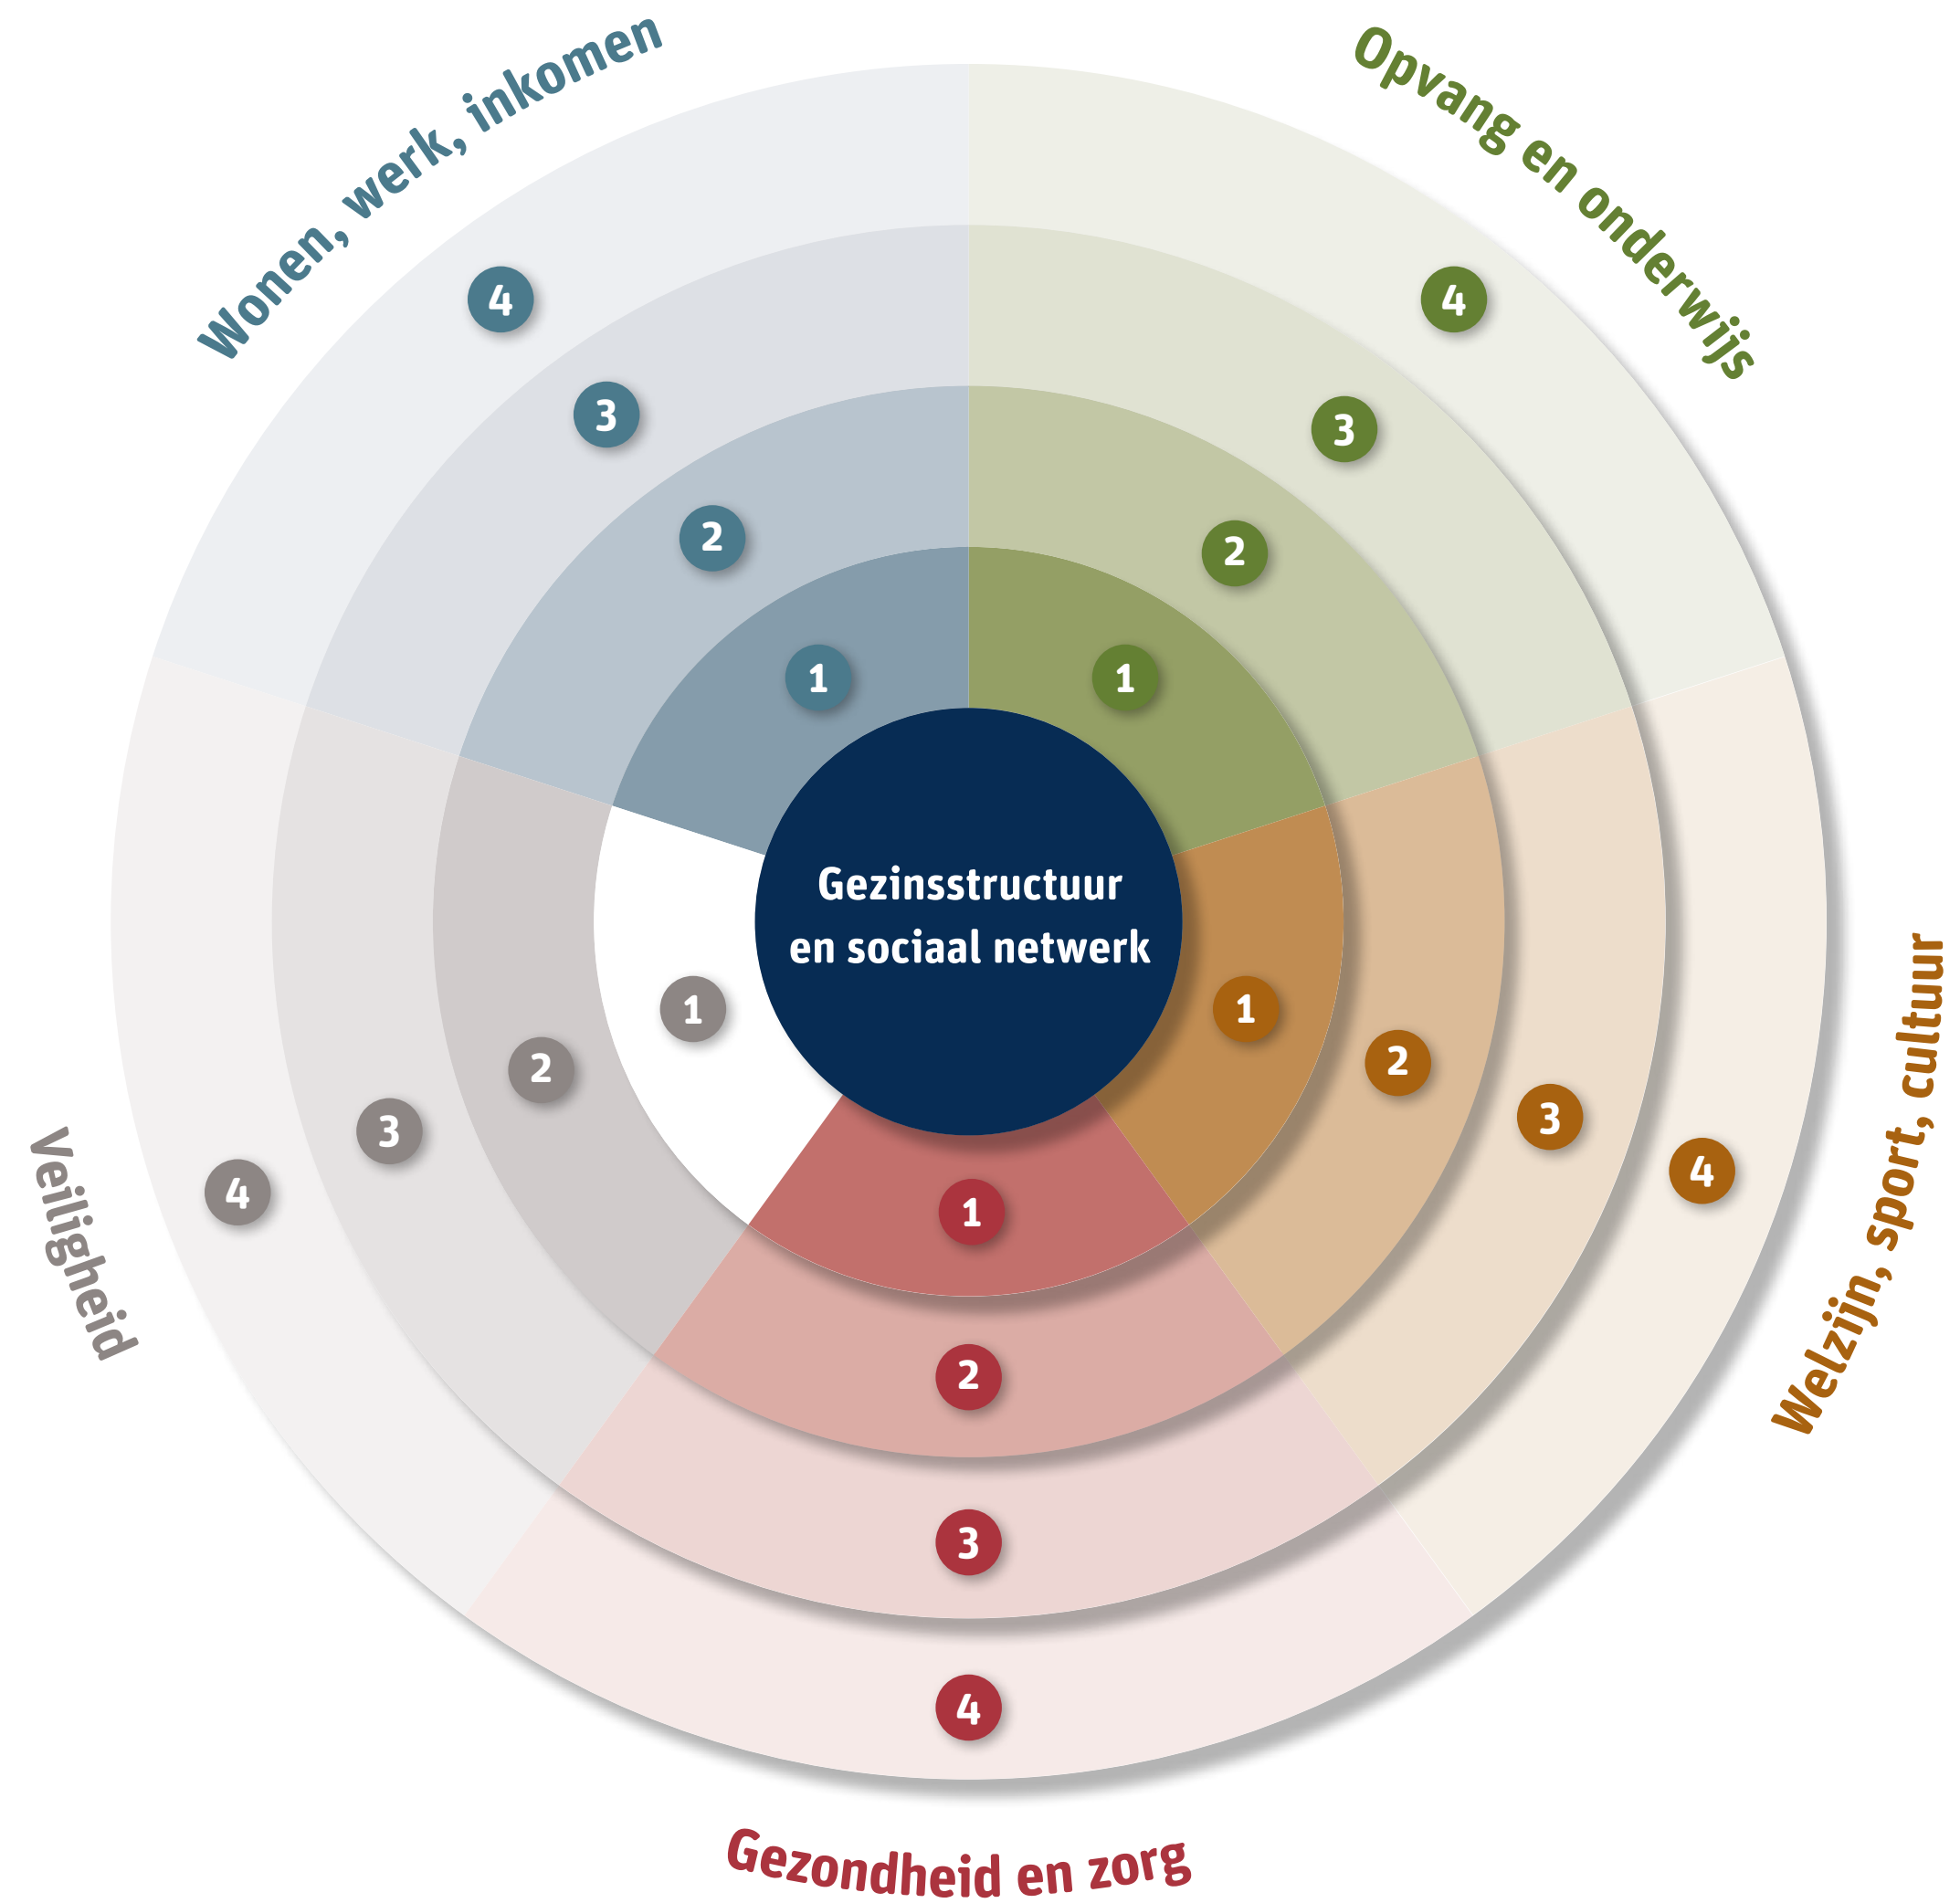 Wonen, werk, inkomen
4
3
2
1
Opvang en onderwijs
4
3
2
1
Gezinsstructuur
en sociaal netwerk
Welzijn, sport, cultuur
1
2
3
4
Veiligheid
1
2
3
4
1
2
3
4
Gezondheid en zorg